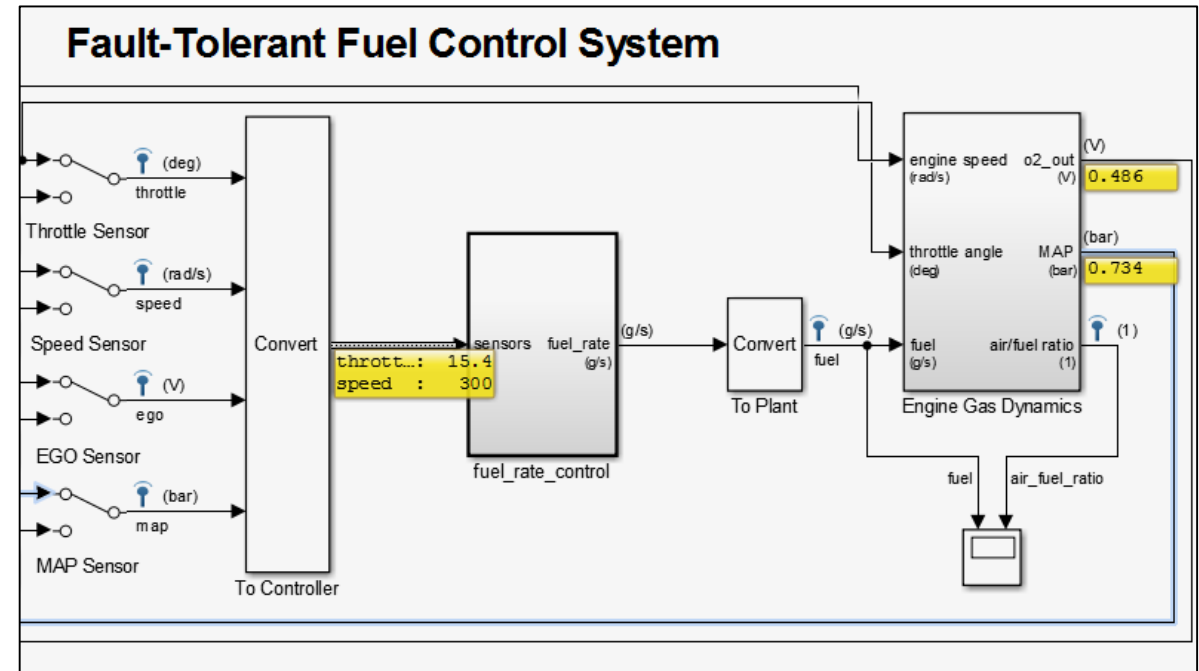 Fault-Tolerant Fuel Control System
(deg)
throttle
Throttle Sensor
(rad/s)
speed
Speed Sensor
(V)
ego
EGO Sensor
(bar)
map
MAP Sensor
Convert
To Controller
thrott…: 15.4
speed : 300
sensors fuel_rate
(g/s)
fuel_rate_control
(g/s)
Convert
To Plant
(g/s)
fuel
engine speed o2_out
(rad/s) (V)
throttle angle MAP
(deg) (bar)
fuel air/fuel ratio
(g/s) (1)
Engine Gas Dynamics
(V)
0.486
(bar)
0.734
(1)
fuel air_fuel_ratio